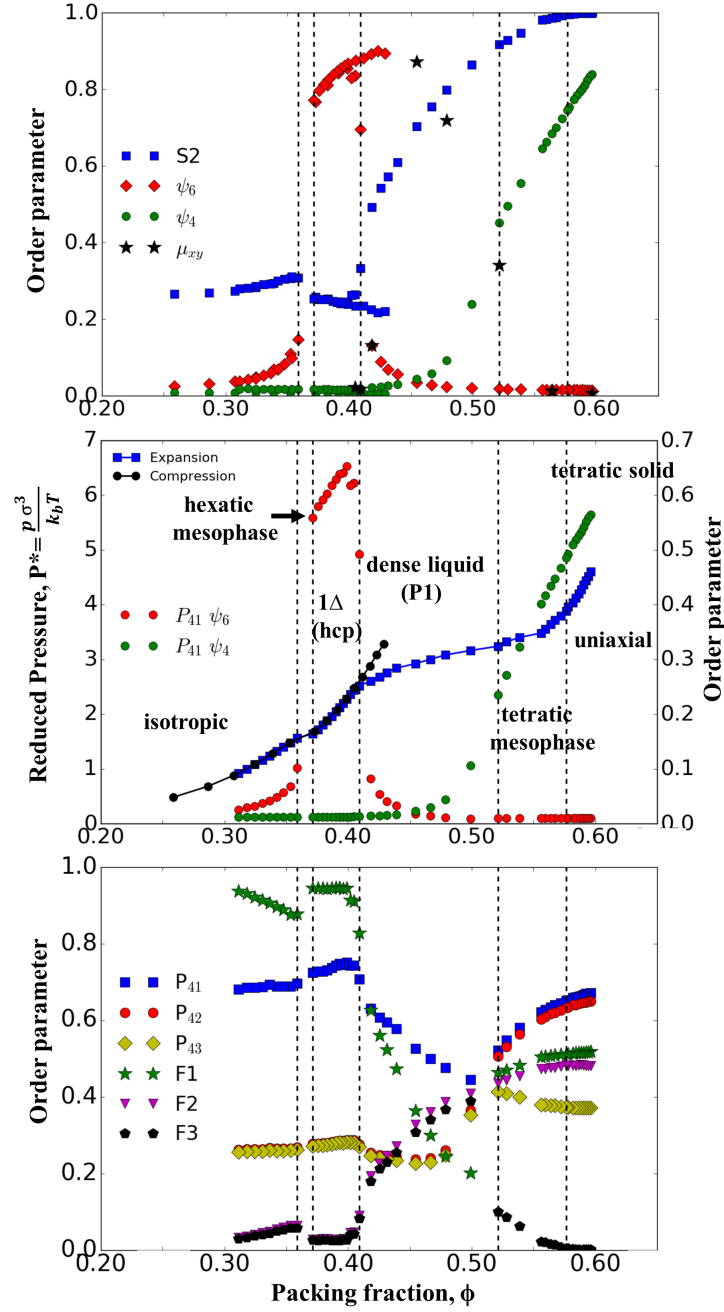 1.0
0.8
0.6
0.4
0.2
0.0
Order parameter
S2
ψ₆
ψ₄
μₓᵧ
0.20
0.30
0.40
0.50
0.60
7
6
5
4
3
2
1
0
Reduced Pressure, P*= p σ³ / k_b T
Expansion
Compression
hexatic
mesophase
tetratic solid
dense liquid
(P1)
1Δ
(hcp)
P₄₁ ψ₆
P₄₁ ψ₄
uniaxial
isotropic
tetratic
mesophase
0.7
0.6
0.5
0.4
0.3
0.2
0.1
0.0
Order parameter
0.20
0.30
0.40
0.50
0.60
1.0
0.8
0.6
0.4
0.2
0.0
Order parameter
P₄₁
P₄₂
P₄₃
F1
F2
F3
0.20
0.30
0.40
0.50
0.60
Packing fraction, ϕ